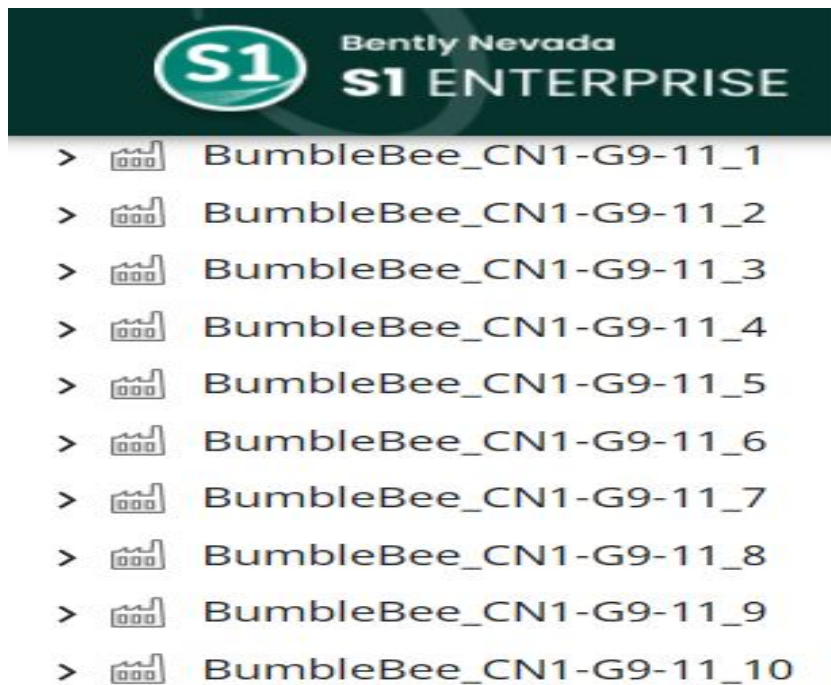 S1
Bently Nevada
S1 ENTERPRISE
BumbleBee_CN1-G9-11_1
BumbleBee_CN1-G9-11_2
BumbleBee_CN1-G9-11_3
BumbleBee_CN1-G9-11_4
BumbleBee_CN1-G9-11_5
BumbleBee_CN1-G9-11_6
BumbleBee_CN1-G9-11_7
BumbleBee_CN1-G9-11_8
BumbleBee_CN1-G9-11_9
BumbleBee_CN1-G9-11_10